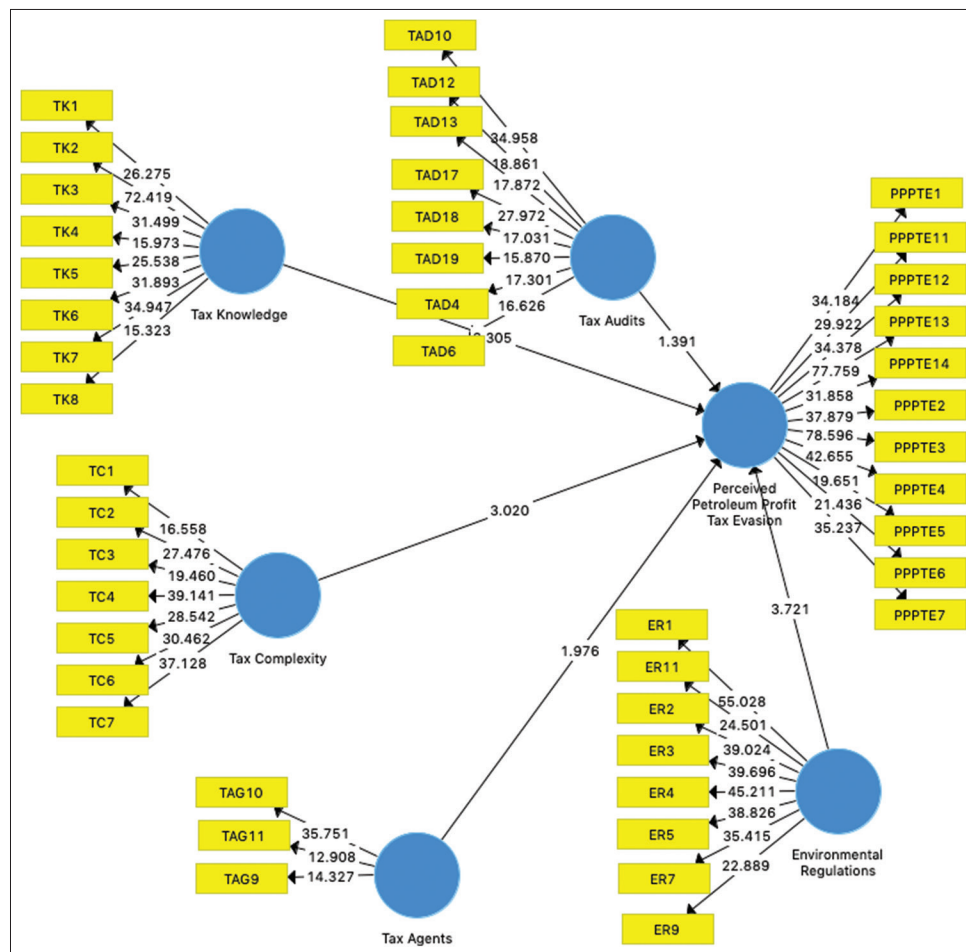 TK1
TK2
TK3
TK4
TK5
TK6
TK7
TK8
26.275
72.419
31.499
15.973
25.538
31.893
34.947
15.323
Tax Knowledge
TAD10
TAD12
TAD13
TAD17
TAD18
TAD19
TAD4
TAD6
34.958
18.861
17.872
27.972
17.031
15.870
17.301
16.626
Tax Audits
1.391
PPPTE1
PPPTE11
PPPTE12
PPPTE13
PPPTE14
PPPTE2
PPPTE3
PPPTE4
PPPTE5
PPPTE6
PPPTE7
34.184
29.922
34.378
77.759
31.858
37.879
78.596
42.655
19.651
21.436
35.237
Perceived
Petroleum Profit
Tax Evasion
TC1
TC2
TC3
TC4
TC5
TC6
TC7
16.558
27.476
19.460
39.141
28.542
30.462
37.128
Tax Complexity
3.020
1.976
3.721
TAG10
TAG11
TAG9
35.751
12.908
14.327
Tax Agents
ER1
ER11
ER2
ER3
ER4
ER5
ER7
ER9
55.028
24.501
39.024
39.696
45.211
38.826
35.415
22.889
Environmental
Regulations